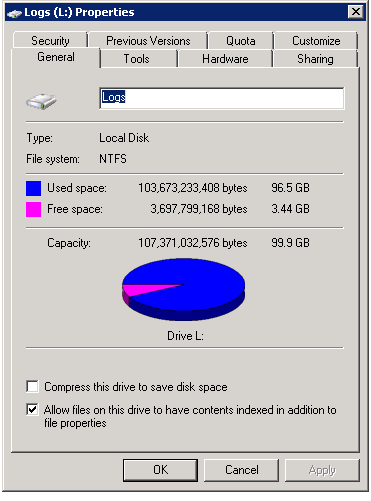 Logs (L:) Properties
Security Previous Versions Quota Customize
General Tools Hardware Sharing
Logs
Type: Local Disk
File system: NTFS
Used space: 103,673,233,408 bytes 96.5 GB
Free space: 3,697,799,168 bytes 3.44 GB
Capacity: 107,371,032,576 bytes 99.9 GB
Drive L:
Compress this drive to save disk space
Allow files on this drive to have contents indexed in addition to
file properties
OK Cancel Apply